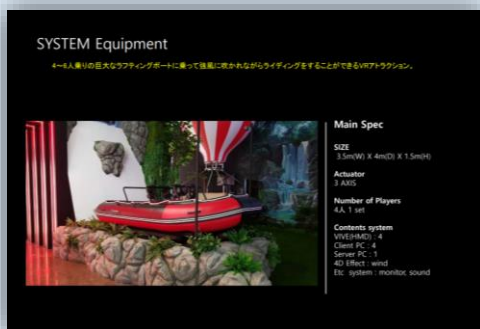 SYSTEM Equipment
4~6人乗りの巨大なラフティングボートに乗って強風に吹かれながらライディングをすることができるVRアトラクション。
Main Spec
SIZE
3.5m(W) X 4m(D) X 1.5m(H)
Actuator
3 AXIS
Number of Players
4人 1 set
Contents system
VIVE(HMD) : 4
Client PC : 4
Server PC : 1
4D Effect : wind
Etc system : monitor, sound